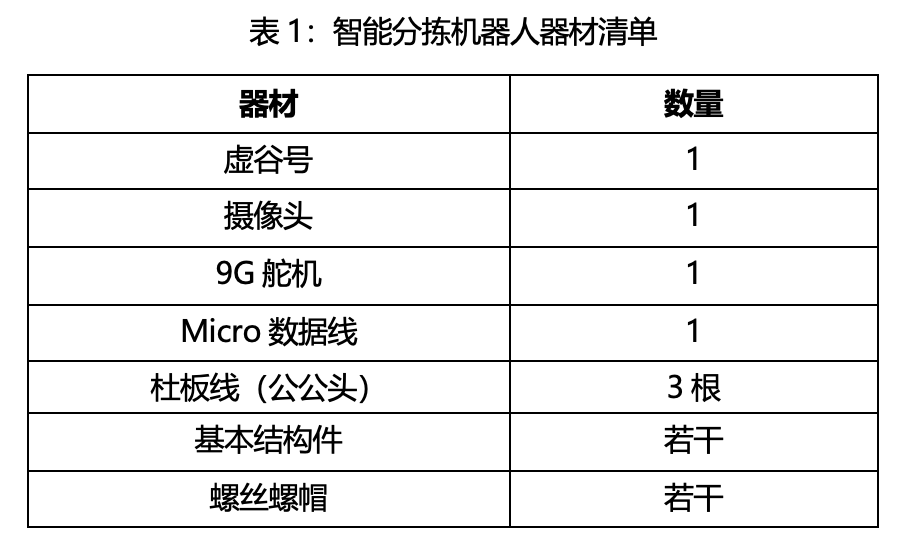 表 1：智能分拣机器人器材清单
器材 数量
虚谷号 1
摄像头 1
9G 舵机 1
Micro 数据线 1
杜板线（公公头） 3 根
基本结构件 若干
螺丝螺帽 若干